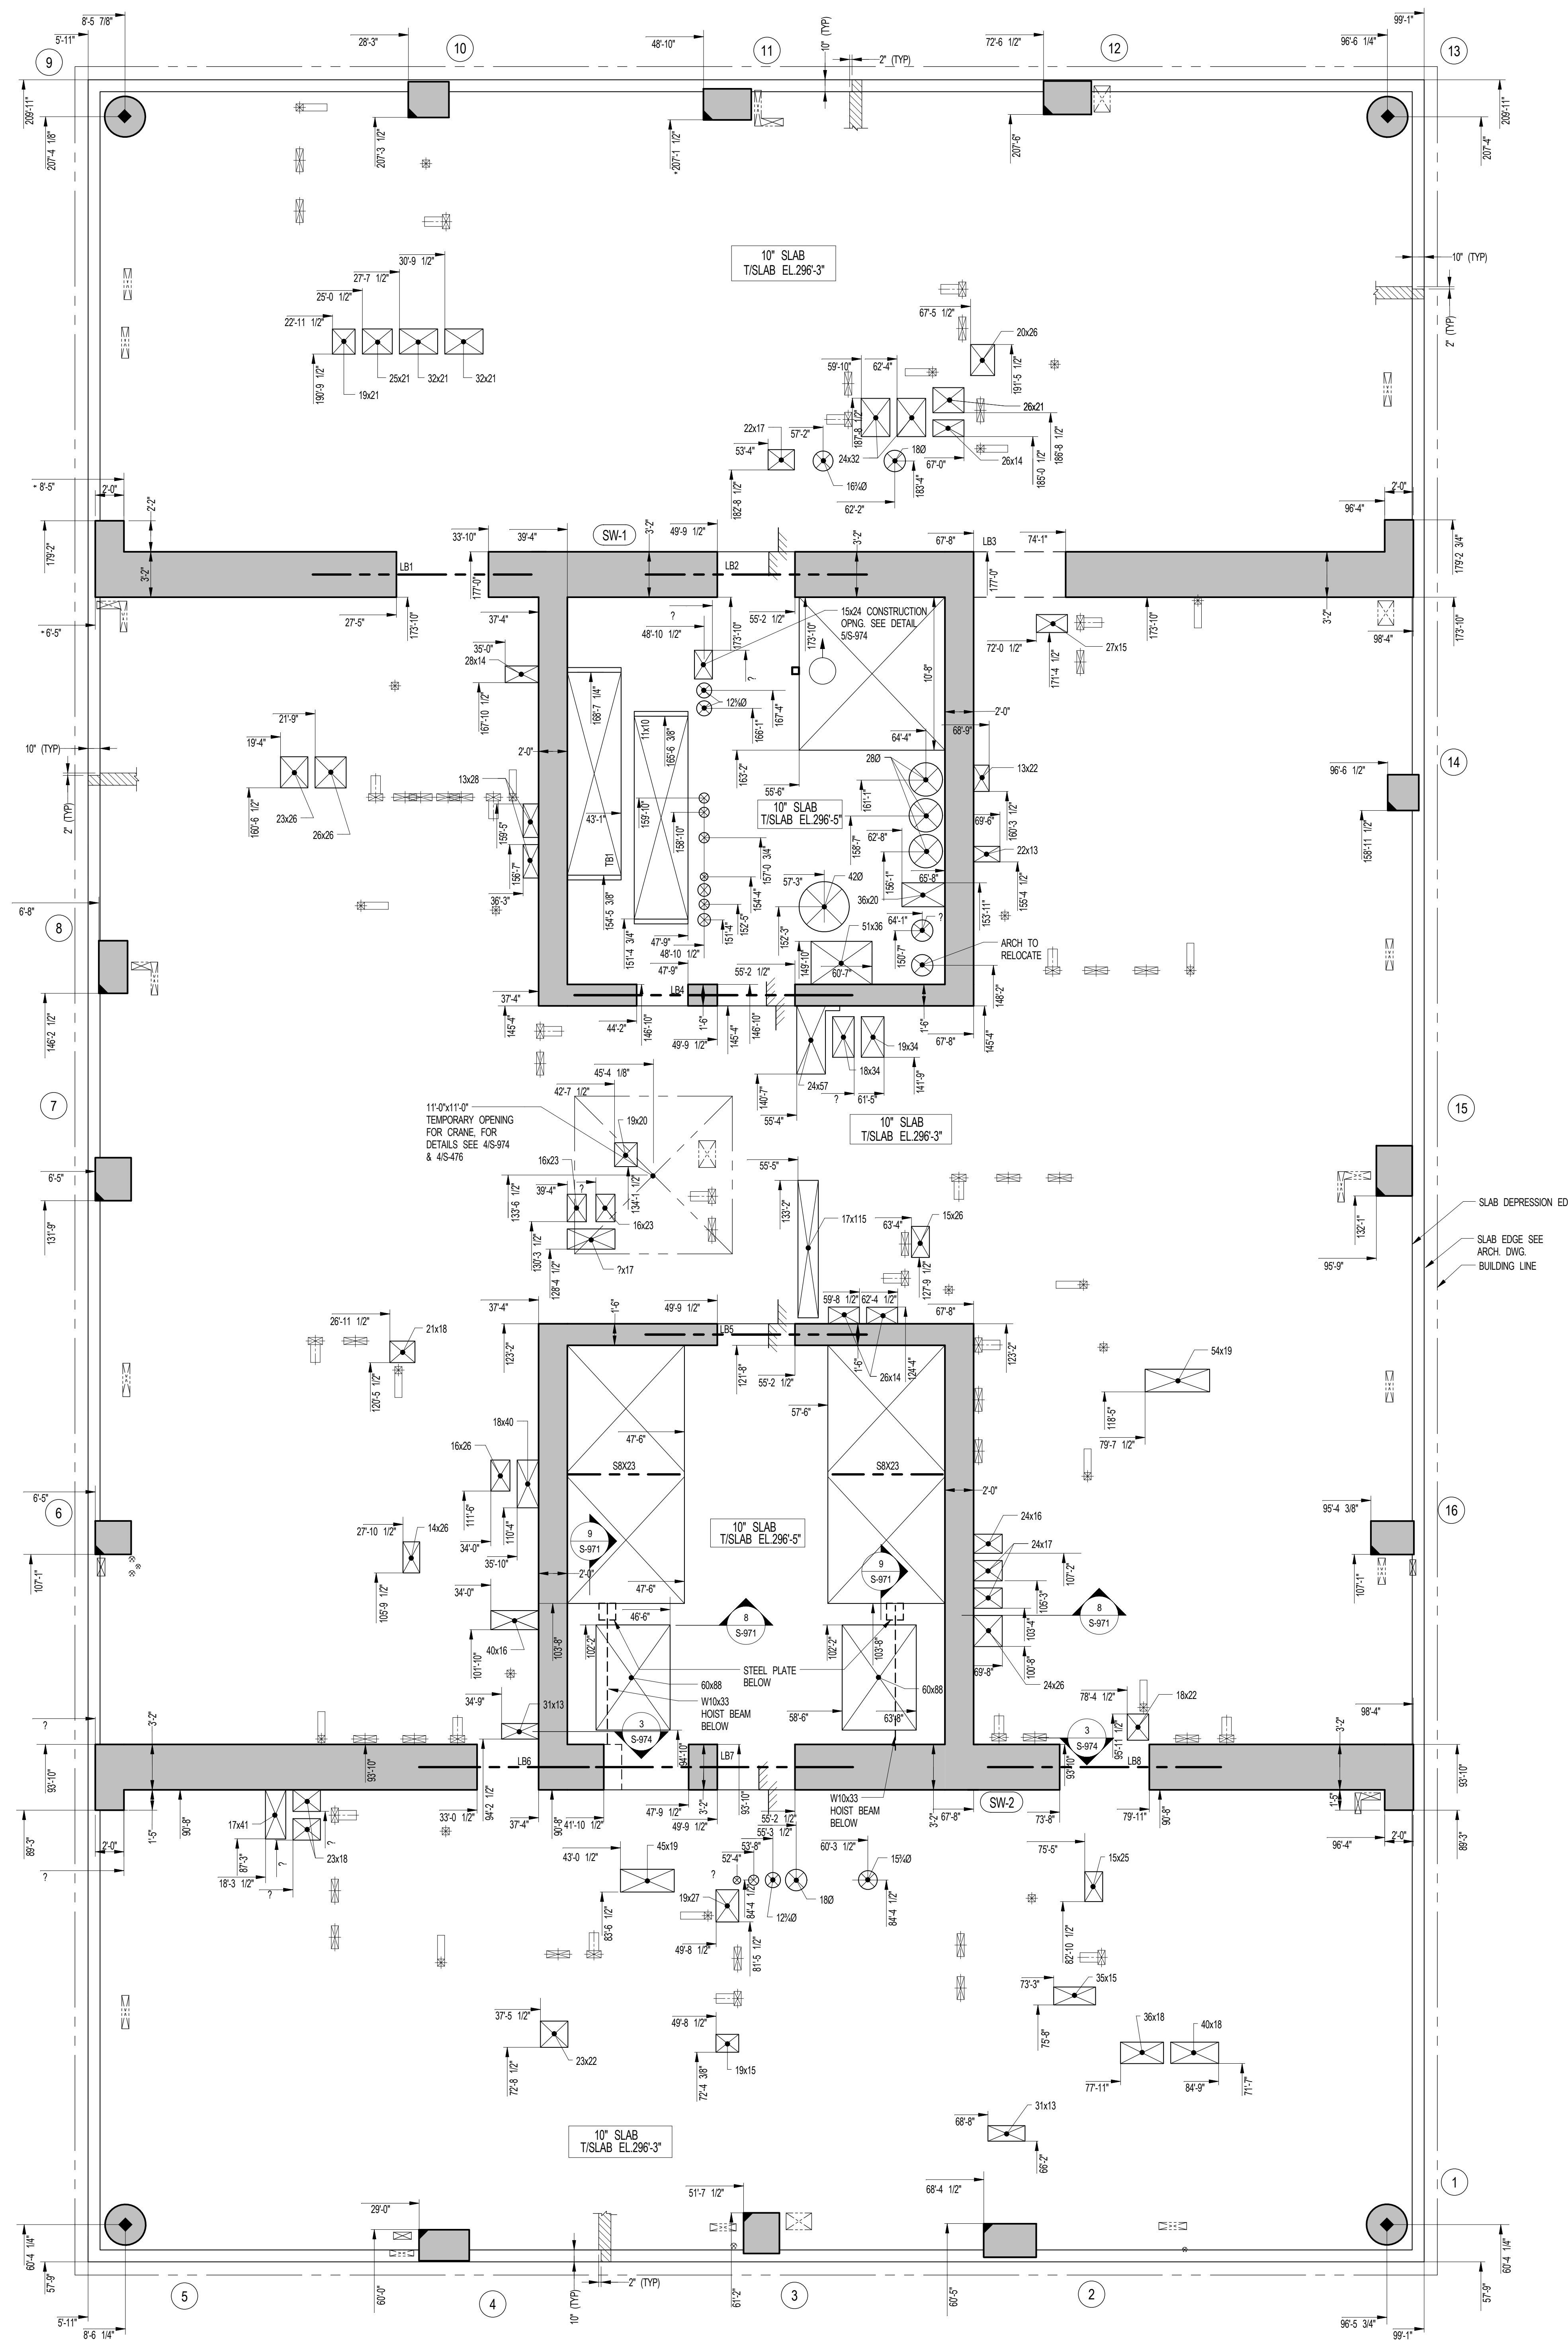 8'-5 7/8"
5'-11"
28'-3"
48'-10"
10" (TYP)
2" (TYP)
72'-6 1/2"
96'-6 1/4"
99'-1"
9
10
11
12
13
209'-11"
207'-4 1/8"
207'-3 1/2"
*207'-1 1/2"
207'-6"
207'-4"
209'-11"
10" SLAB
T/SLAB EL.296'-3"
10" (TYP)
2" (TYP)
30'-9 1/2"
27'-7 1/2"
25'-0 1/2"
22'-11 1/2"
190'-9 1/2"
19x21
25x21
32x21
32x21
67'-5 1/2"
20x26
191'-5 1/2"
59'-10"
62'-4"
187'-8 1/2"
26x21
186'-8 1/2"
22x17
57'-2"
53'-4"
24x32
18Ø
67'-0"
26x14
185'-0 1/2"
16¾Ø
183'-4"
182'-8 1/2"
62'-2"
* 8'-5"
2'-0"
2'-2"
179'-2"
3'-2"
* 6'-5"
27'-5"
173'-10"
33'-10"
39'-4"
SW-1
3'-2"
49'-9 1/2"
3'-2"
67'-8"
LB3
74'-1"
96'-4"
2'-0"
179'-2 3/4"
LB1
LB2
177'-0"
177'-0"
3'-2"
173'-10"
98'-4"
173'-10"
37'-4"
35'-0"
28x14
167'-10 1/2"
?
48'-10 1/2"
173'-10"
55'-2 1/2"
173'-10"
15x24 CONSTRUCTION
OPNG. SEE DETAIL
5/S-974
?
10'-8"
72'-0 1/2"
171'-4 1/2"
27x15
168'-7 1/4"
11x10
165'-6 3/8"
12¾Ø
167'-4"
166'-1"
2'-0"
2'-0"
68'-9"
64'-4"
163'-2"
55'-6"
28Ø
161'-1"
13x22
160'-3 1/2"
10" (TYP)
2" (TYP)
21'-9"
19'-4"
160'-6 1/2"
23x26
26x26
13x28
159'-5"
156'-7"
36'-3"
43'-1"
TB1
159'-10"
158'-10"
157'-0 3/4"
154'-4"
152'-5"
151'-4"
10" SLAB
T/SLAB EL.296'-5"
158'-7"
62'-8"
69'-6"
22x13
155'-4 1/2"
156'-1"
65'-8"
57'-3"
42Ø
36x20
153'-11"
64'-1"
?
152'-3"
51x36
150'-7"
ARCH TO
RELOCATE
149'-10"
60'-7"
148'-2"
154'-5 3/8"
151'-4 3/4"
47'-9"
48'-10 1/2"
47'-9"
55'-2 1/2"
96'-6 1/2"
14
158'-11 1/2"
6'-8"
8
146'-2 1/2"
37'-4"
145'-4"
44'-2"
146'-10"
LB4
1'-6"
49'-9 1/2"
145'-4"
146'-10"
1'-6"
67'-8"
145'-4"
19x34
18x34
24x57
141'-9"
140'-7"
?
61'-5"
55'-4"
10" SLAB
T/SLAB EL.296'-3"
7
15
45'-4 1/8"
42'-7 1/2"
11'-0"x11'-0"
TEMPORARY OPENING
FOR CRANE, FOR
DETAILS SEE 4/S-974
& 4/S-476
19x20
16x23
39'-4"
?
133'-6 1/2"
134'-1 1/2"
16x23
130'-3 1/2"
128'-4 1/2"
?x17
55'-5"
133'-2"
17x115
63'-4"
15x26
127'-9 1/2"
6'-5"
131'-9"
132'-1"
95'-9"
SLAB DEPRESSION ED
SLAB EDGE SEE
ARCH. DWG.
BUILDING LINE
26'-11 1/2"
21x18
120'-5 1/2"
37'-4"
123'-2"
1'-6"
49'-9 1/2"
LB5
121'-8"
55'-2 1/2"
59'-8 1/2"
62'-4 1/2"
1'-6"
26x14
124'-4"
67'-8"
123'-2"
54x19
118'-5"
79'-7 1/2"
57'-6"
47'-6"
S8X23
S8X23
18x40
16x26
111'-6"
110'-4"
34'-0"
35'-10"
2'-0"
6'-5"
6
107'-1"
27'-10 1/2"
14x26
105'-9 1/2"
9
S-971
2'-0"
47'-6"
46'-6"
10" SLAB
T/SLAB EL.296'-5"
9
S-971
24x16
24x17
107'-2"
105'-3"
103'-4"
100'-8"
69'-8"
24x26
95'-4 3/8"
16
107'-1"
34'-0"
40x16
101'-10"
103'-8"
102'-2"
8
S-971
102'-2"
103'-8"
8
S-971
STEEL PLATE
BELOW
60x88
W10x33
HOIST BEAM
BELOW
58'-6"
60x88
63'-8"
34'-9"
31x13
3
S-974
94'-10"
78'-4 1/2"
18x22
95'-11 1/2"
3
S-974
98'-4"
?
93'-10"
3'-2"
93'-10"
94'-2 1/2"
LB6
LB7
93'-10"
3'-2"
93'-10"
LB8
3'-2"
93'-10"
89'-3"
2'-0"
1'-5"
?
90'-8"
17x41
23x18
87'-3"
18'-3 1/2"
?
?
?
33'-0 1/2"
37'-4"
90'-8"
41'-10 1/2"
47'-9 1/2"
49'-9 1/2"
3'-2"
55'-2 1/2"
55'-3 1/2"
W10x33
HOIST BEAM
BELOW
67'-8"
SW-2
73'-8"
79'-11"
90'-8"
96'-4"
2'-0"
1'-5"
89'-3"
43'-0 1/2"
45x19
83'-6 1/2"
53'-8"
52'-4"
?
19x27
84'-4 1/2"
12¾Ø
18Ø
49'-8 1/2"
81'-5 1/2"
60'-3 1/2"
15¼Ø
84'-4 1/2"
75'-5"
15x25
82'-10 1/2"
73'-3"
35x15
75'-8"
36x18
40x18
77'-11"
84'-9"
71'-7"
37'-5 1/2"
72'-8 1/2"
23x22
49'-8 1/2"
72'-4 3/8"
19x15
68'-8"
31x13
66'-2"
10" SLAB
T/SLAB EL.296'-3"
29'-0"
60'-0"
51'-7 1/2"
61'-2"
68'-4 1/2"
60'-5"
1
60'-4 1/4"
57'-9"
5'-11"
8'-6 1/4"
5
4
10" (TYP)
2" (TYP)
3
2
60'-4 1/4"
57'-9"
96'-5 3/4"
99'-1"